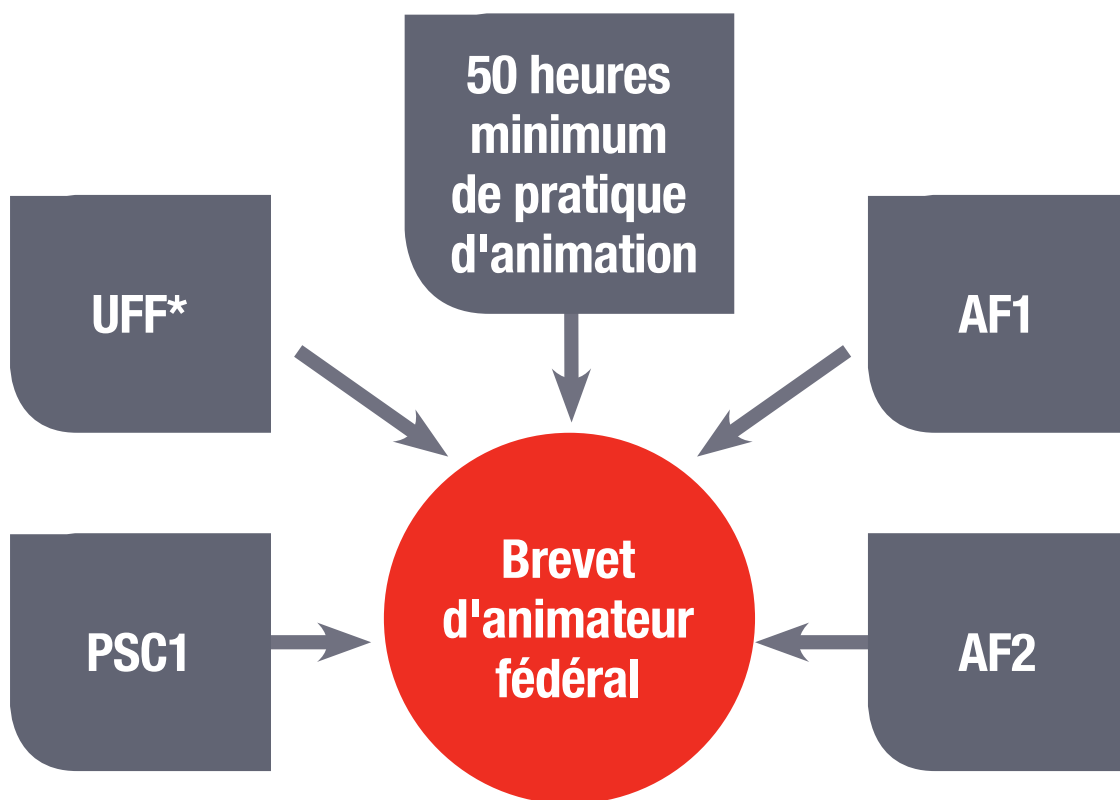 50 heures
minimum
de pratique
d'animation
UFF*
AF1
Brevet
d'animateur
fédéral
PSC1
AF2